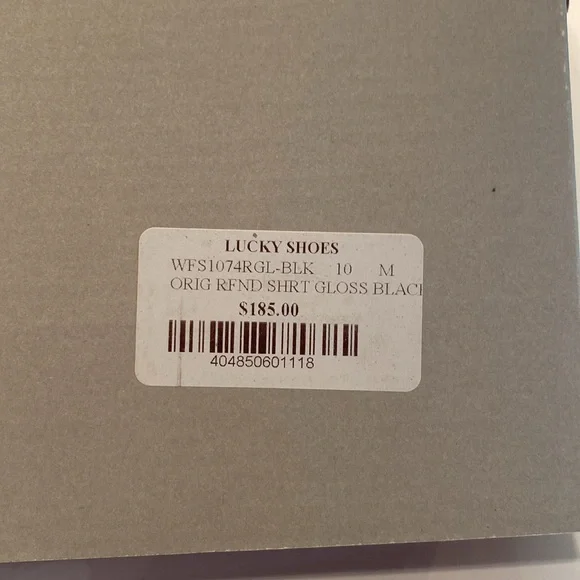 LUCKY SHOES
WFS1074RGL-BLK 10 M
ORIG RFND SHRT GLOSS BLAC
$185.00
404850601118